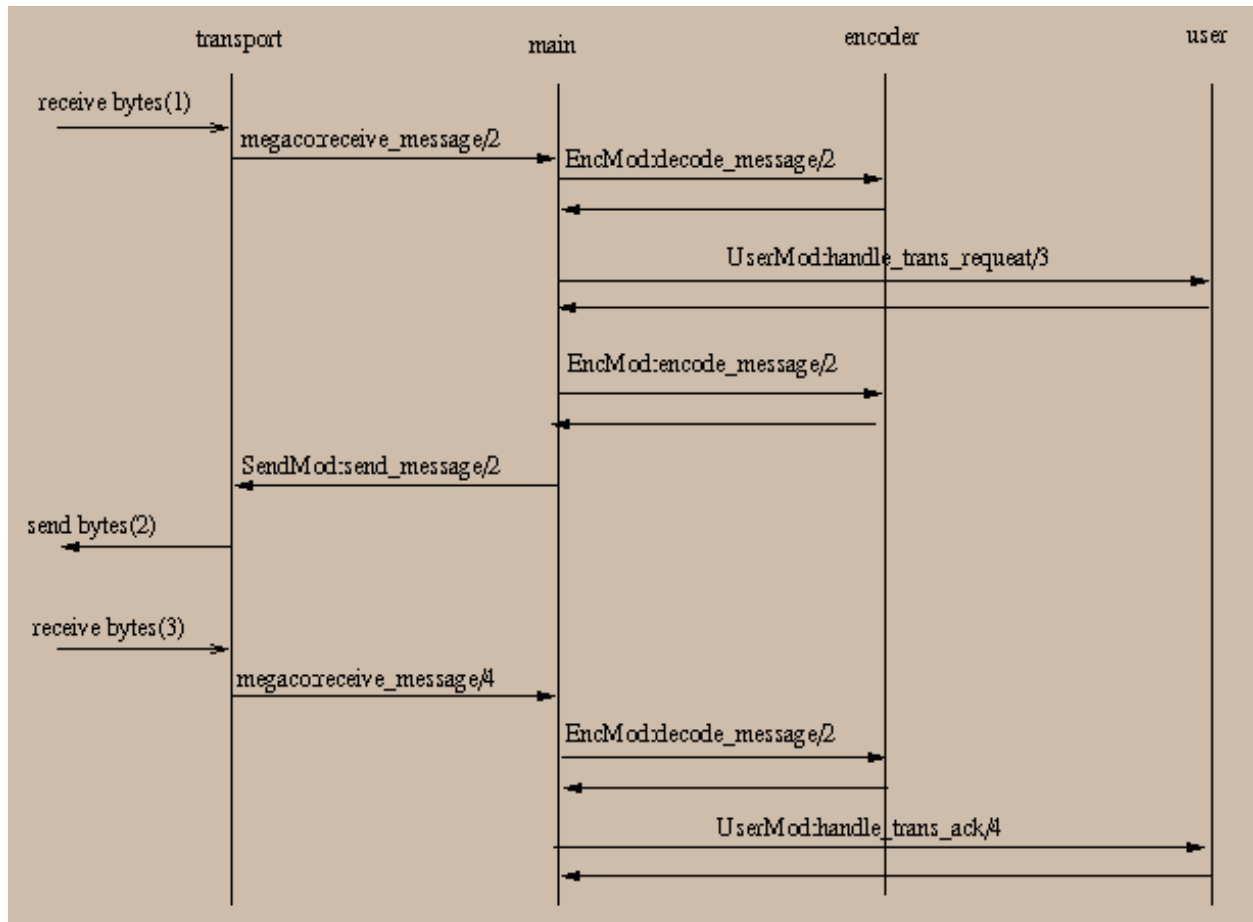 transport
main
encoder
user
receive bytes(1)
megaco:receive_message/2
EncMod:decode_message/2
UserMod:handle_trans_requeat/3
EncMod:encode_message/2
SendMod:send_message/2
send bytes(2)
receive bytes(3)
megaco:receive_message/4
EncMod:decode_message/2
UserMod:handle_trans_ack/4